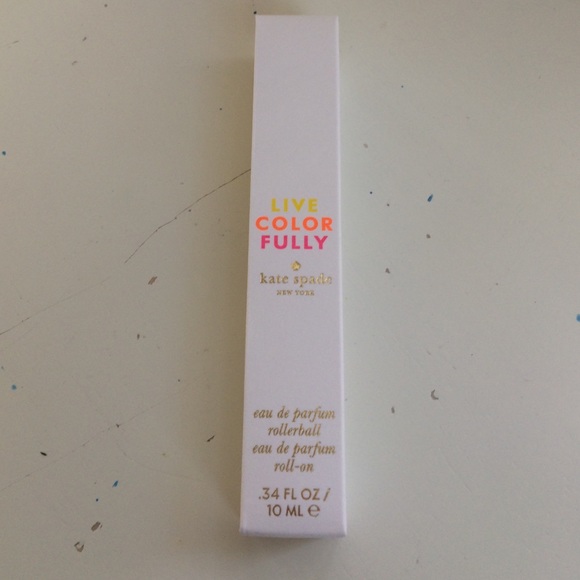 LIVE
COLOR
FULLY
kate spade
NEW YORK
eau de parfum
rollerball
eau de parfum
roll-on
.34 FL OZ /
10 ML ℮